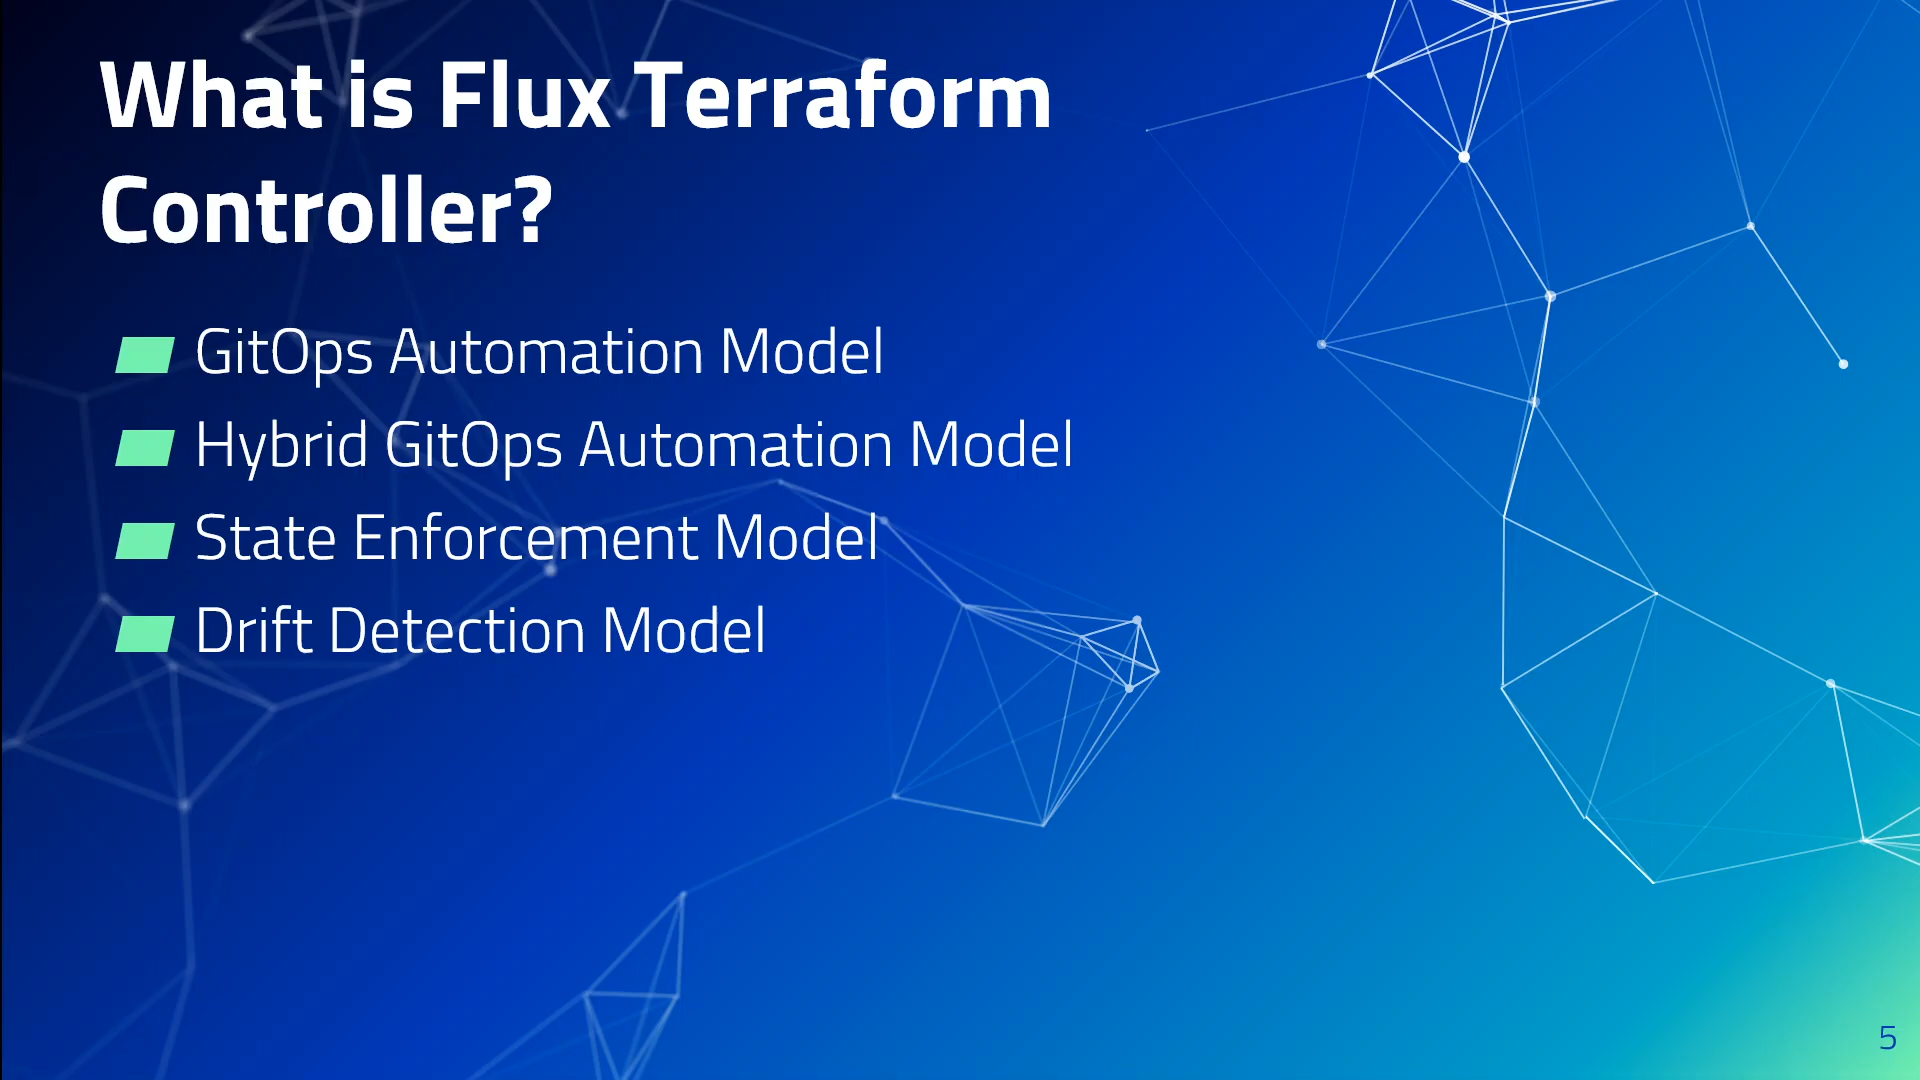 What is Flux Terraform
Controller?
GitOps Automation Model
Hybrid GitOps Automation Model
State Enforcement Model
Drift Detection Model
5